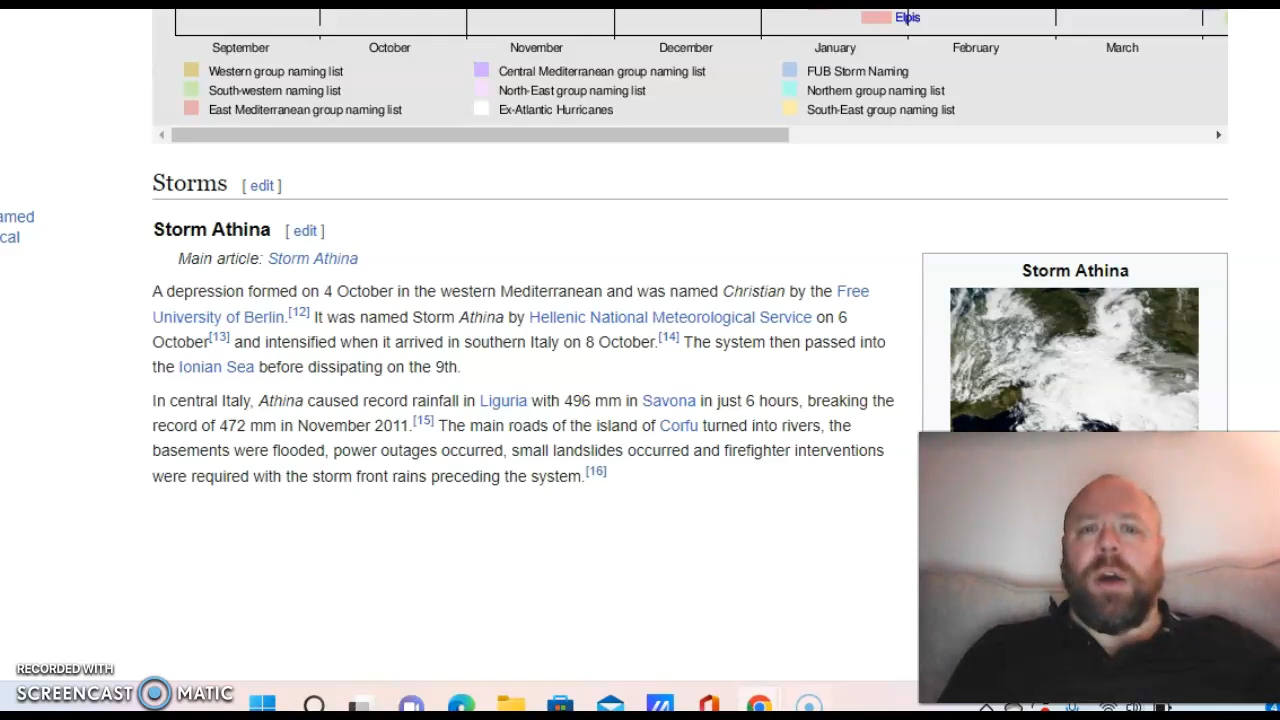 Elpis
September October November December January February March
Western group naming list Central Mediterranean group naming list FUB Storm Naming
South-western naming list North-East group naming list Northern group naming list
East Mediterranean group naming list Ex-Atlantic Hurricanes South-East group naming list
Storms [ edit ]
amed
cal
Storm Athina [ edit ]
Main article: Storm Athina
Storm Athina
A depression formed on 4 October in the western Mediterranean and was named Christian by the Free
University of Berlin.[12] It was named Storm Athina by Hellenic National Meteorological Service on 6
October[13] and intensified when it arrived in southern Italy on 8 October.[14] The system then passed into
the Ionian Sea before dissipating on the 9th.
In central Italy, Athina caused record rainfall in Liguria with 496 mm in Savona in just 6 hours, breaking the
record of 472 mm in November 2011.[15] The main roads of the island of Corfu turned into rivers, the
basements were flooded, power outages occurred, small landslides occurred and firefighter interventions
were required with the storm front rains preceding the system.[16]
RECORDED WITH
SCREENCAST MATIC